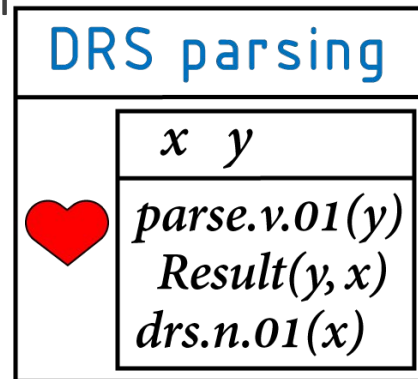 DRS parsing
x y
parse.v.01(y)
Result(y, x)
drs.n.01(x)